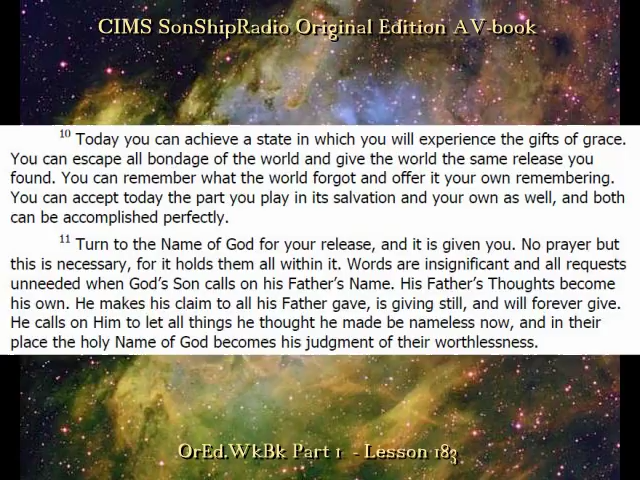 CIMS SonShipRadio Original Edition AV-book
10 Today you can achieve a state in which you will experience the gifts of grace.
You can escape all bondage of the world and give the world the same release you
found. You can remember what the world forgot and offer it your own remembering.
You can accept today the part you play in its salvation and your own as well, and both
can be accomplished perfectly.
11 Turn to the Name of God for your release, and it is given you. No prayer but
this is necessary, for it holds them all within it. Words are insignificant and all requests
unneeded when God’s Son calls on his Father’s Name. His Father’s Thoughts become
his own. He makes his claim to all his Father gave, is giving still, and will forever give.
He calls on Him to let all things he thought he made be nameless now, and in their
place the holy Name of God becomes his judgment of their worthlessness.
OrEd.WkBk Part 1 - Lesson 183